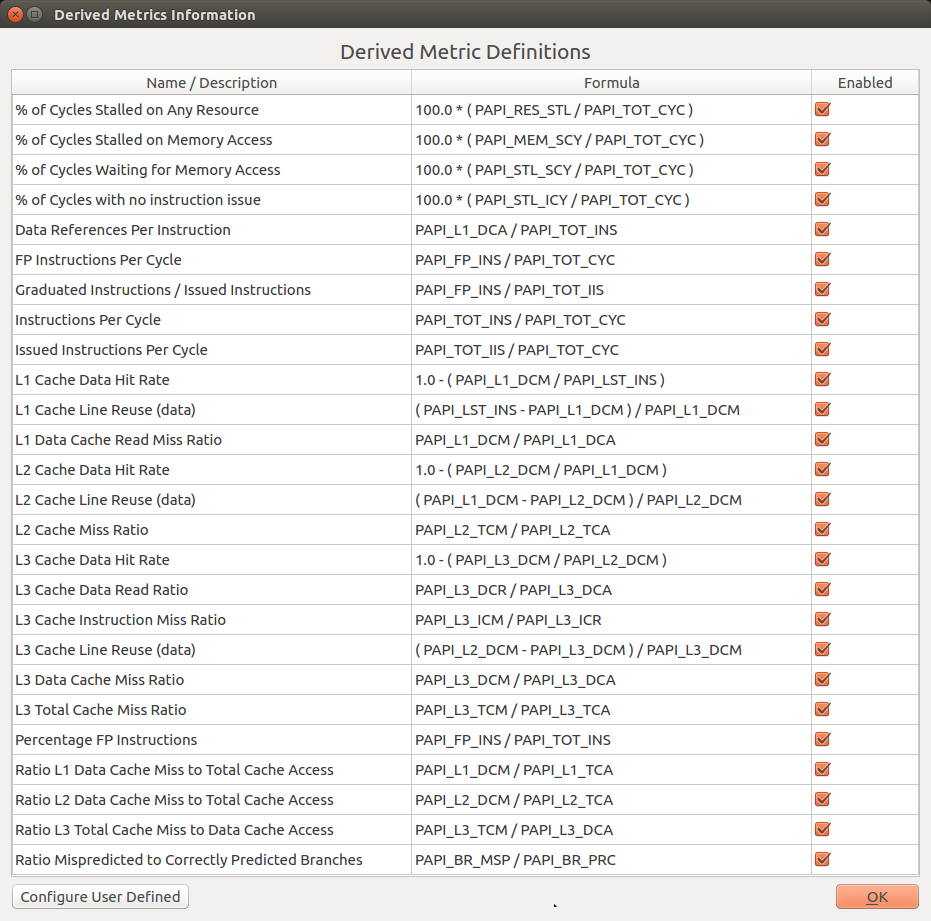 Derived Metrics Information
Derived Metric Definitions
Name / Description Formula Enabled
% of Cycles Stalled on Any Resource 100.0 * ( PAPI_RES_STL / PAPI_TOT_CYC )
% of Cycles Stalled on Memory Access 100.0 * ( PAPI_MEM_SCY / PAPI_TOT_CYC )
% of Cycles Waiting for Memory Access 100.0 * ( PAPI_STL_SCY / PAPI_TOT_CYC )
% of Cycles with no instruction issue 100.0 * ( PAPI_STL_ICY / PAPI_TOT_CYC )
Data References Per Instruction PAPI_L1_DCA / PAPI_TOT_INS
FP Instructions Per Cycle PAPI_FP_INS / PAPI_TOT_CYC
Graduated Instructions / Issued Instructions PAPI_FP_INS / PAPI_TOT_IIS
Instructions Per Cycle PAPI_TOT_INS / PAPI_TOT_CYC
Issued Instructions Per Cycle PAPI_TOT_IIS / PAPI_TOT_CYC
L1 Cache Data Hit Rate 1.0 - ( PAPI_L1_DCM / PAPI_LST_INS )
L1 Cache Line Reuse (data) ( PAPI_LST_INS - PAPI_L1_DCM ) / PAPI_L1_DCM
L1 Data Cache Read Miss Ratio PAPI_L1_DCM / PAPI_L1_DCA
L2 Cache Data Hit Rate 1.0 - ( PAPI_L2_DCM / PAPI_L1_DCM )
L2 Cache Line Reuse (data) ( PAPI_L1_DCM - PAPI_L2_DCM ) / PAPI_L2_DCM
L2 Cache Miss Ratio PAPI_L2_TCM / PAPI_L2_TCA
L3 Cache Data Hit Rate 1.0 - ( PAPI_L3_DCM / PAPI_L2_DCM )
L3 Cache Data Read Ratio PAPI_L3_DCR / PAPI_L3_DCA
L3 Cache Instruction Miss Ratio PAPI_L3_ICM / PAPI_L3_ICR
L3 Cache Line Reuse (data) ( PAPI_L2_DCM - PAPI_L3_DCM ) / PAPI_L3_DCM
L3 Data Cache Miss Ratio PAPI_L3_DCM / PAPI_L3_DCA
L3 Total Cache Miss Ratio PAPI_L3_TCM / PAPI_L3_TCA
Percentage FP Instructions PAPI_FP_INS / PAPI_TOT_INS
Ratio L1 Data Cache Miss to Total Cache Access PAPI_L1_DCM / PAPI_L1_TCA
Ratio L2 Data Cache Miss to Total Cache Access PAPI_L2_DCM / PAPI_L2_TCA
Ratio L3 Total Cache Miss to Data Cache Access PAPI_L3_TCM / PAPI_L3_DCA
Ratio Mispredicted to Correctly Predicted Branches PAPI_BR_MSP / PAPI_BR_PRC
Configure User Defined OK